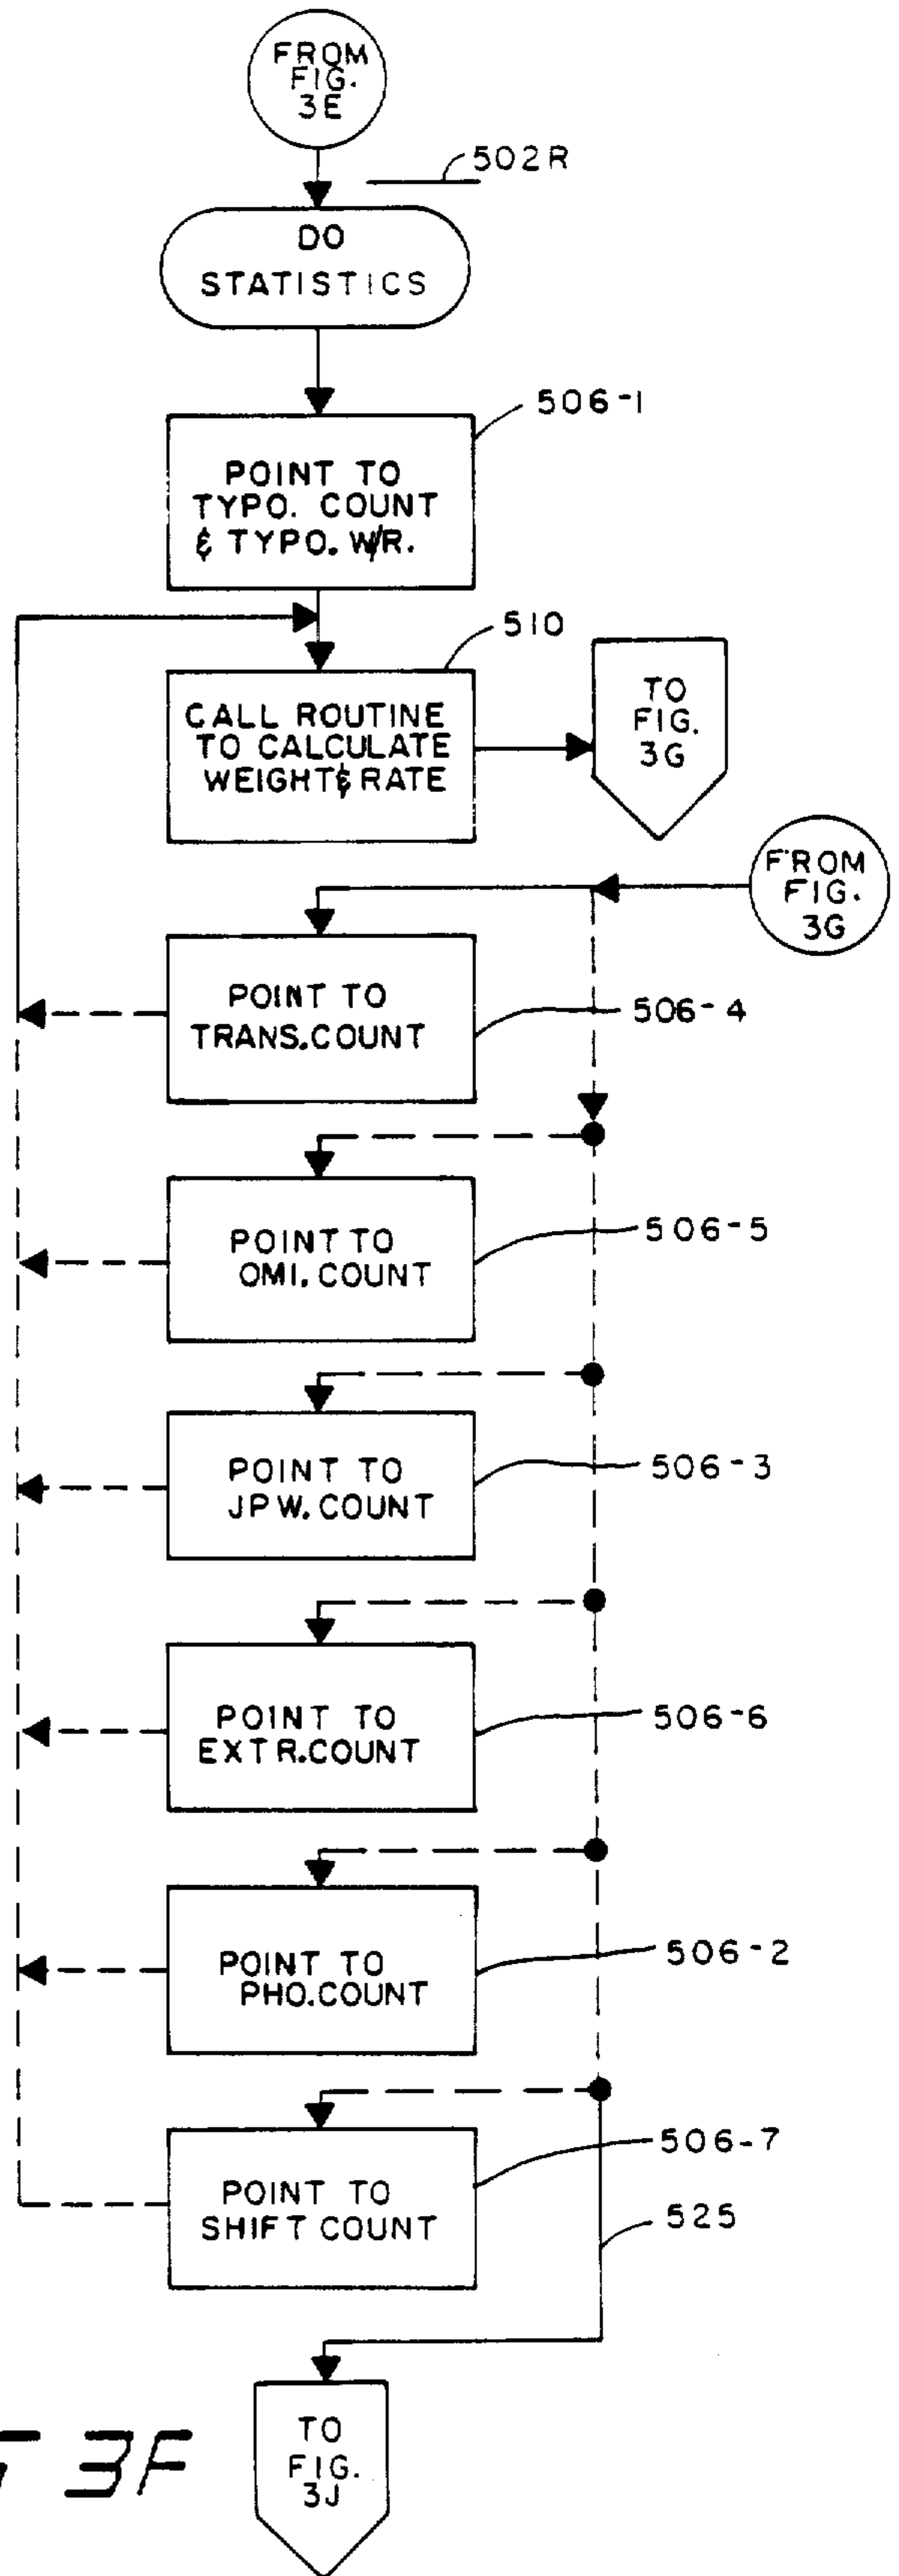 FROM
FIG.
3E
502R
DO
STATISTICS
506-1
POINT TO
TYPO. COUNT
& TYPO. W/R.
510
CALL ROUTINE
TO CALCULATE
WEIGHT & RATE
TO
FIG.
3G
FROM
FIG.
3G
POINT TO
TRANS.COUNT
506-4
POINT TO
OMI.COUNT
506-5
POINT TO
JPW.COUNT
506-3
POINT TO
EXTR.COUNT
506-6
POINT TO
PHO.COUNT
506-2
506-7
POINT TO
SHIFT COUNT
525
TO
FIG.
3J
3F